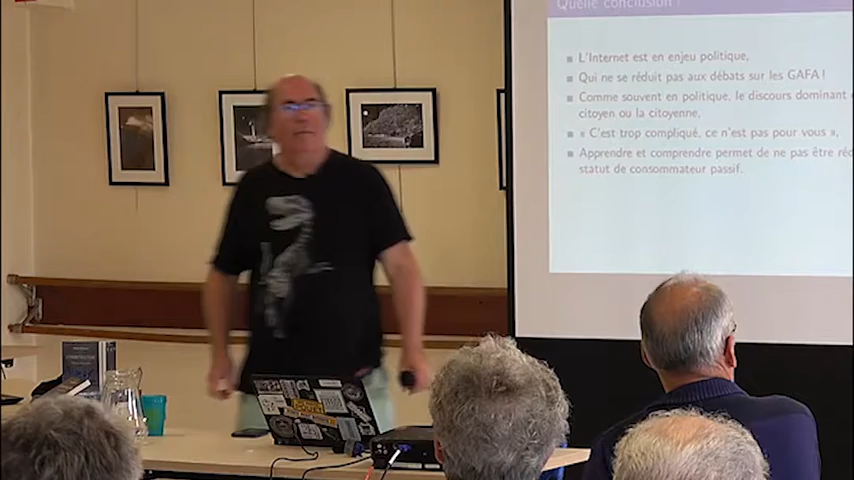 Quelle conclusion ?
L'Internet est en enjeu politique,
Qui ne se réduit pas aux débats sur les GAFA !
Comme souvent en politique, le discours dominant
citoyen ou la citoyenne,
« C'est trop compliqué, ce n'est pas pour vous »,
Apprendre et comprendre permet de ne pas être
statut de consommateur passif.